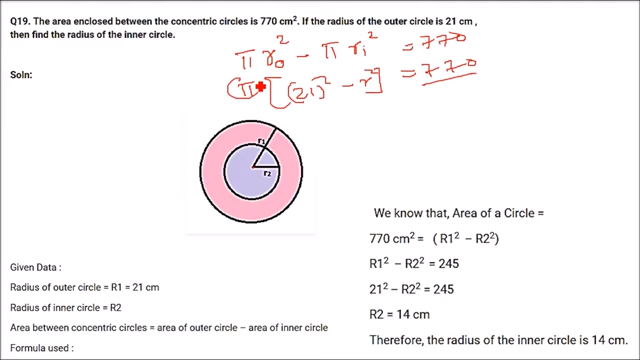 Q19. The area enclosed between the concentric circles is 770 cm². If the radius of the outer circle is 21 cm ,
then find the radius of the inner circle.
π r₀² − π rᵢ² = 770
π [(21)² − r²] = 770
Soln:
r1
r2
We know that, Area of a Circle =
770 cm² = (R1² − R2²)
R1² − R2² = 245
21² − R2² = 245
R2 = 14 cm
Therefore, the radius of the inner circle is 14 cm.
Given Data :
Radius of outer circle = R1 = 21 cm
Radius of inner circle = R2
Area between concentric circles = area of outer circle − area of inner circle
Formula used :